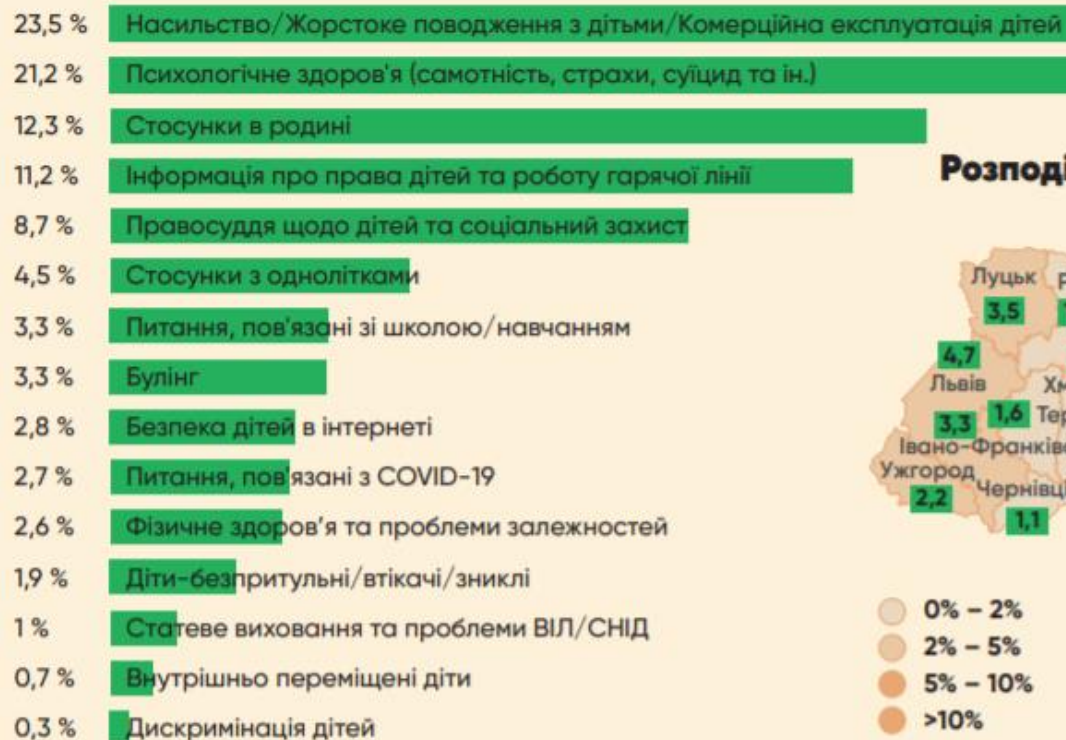 23,5 % Насильство/Жорстоке поводження з дітьми/Комерційна експлуатація дітей
21,2 % Психологічне здоров'я (самотність, страхи, суїцид та ін.)
12,3 % Стосунки в родині
11,2 % Інформація про права дітей та роботу гарячої лінії
8,7 % Правосуддя щодо дітей та соціальний захист
4,5 % Стосунки з однолітками
3,3 % Питання, пов'язані зі школою/навчанням
3,3 % Булінг
2,8 % Безпека дітей в інтернеті
2,7 % Питання, пов'язані з COVID-19
2,6 % Фізичне здоров'я та проблеми залежностей
1,9 % Діти-безпритульні/втікачі/зниклі
1 % Статеве виховання та проблеми ВІЛ/СНІД
0,7 % Внутрішньо переміщені діти
0,3 % Дискримінація дітей
Розподі
Луцьк
3,5
4,7
Львів
3,3 1,6
Івано-Франків
Ужгород
2,2
Чернівці
1,1
0% – 2%
2% – 5%
5% – 10%
>10%